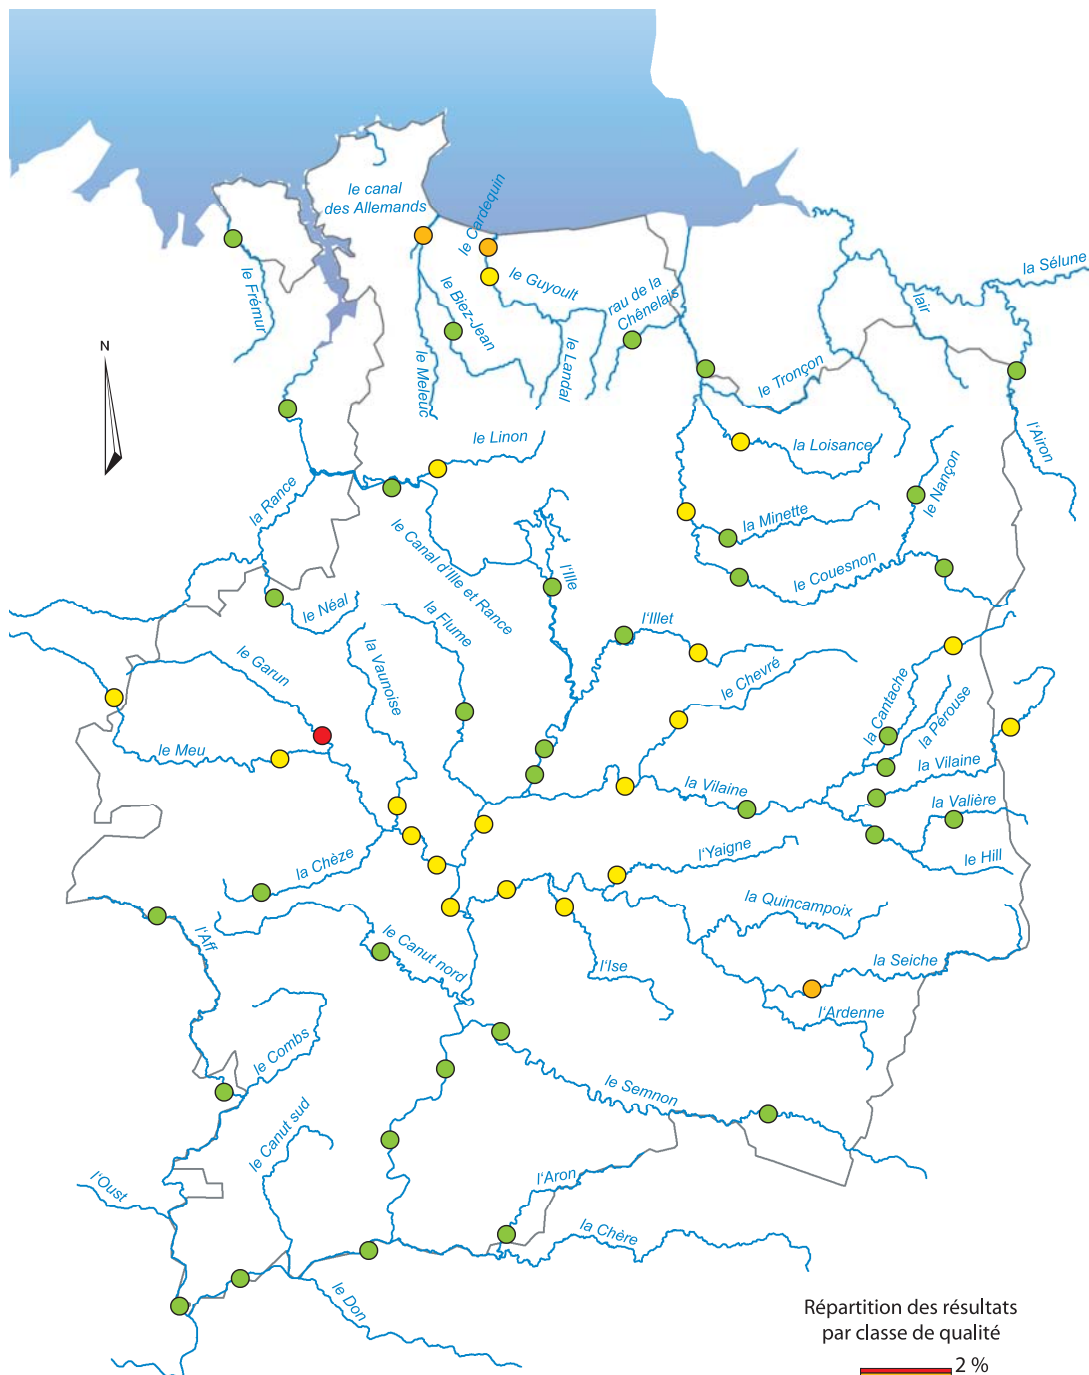 le canal
des Allemands
le Cardequin
le Guyoult
le Biez-Jean
rau de la
Chênelais
la Sélune
lair
le Frémur
le Meleuc
le Landal
N
le Tronçon
l'Airon
le Linon
la Loisance
le Nançon
la Rance
la Minette
le Canal d'Ille et Rance
l'Ille
le Couesnon
le Néal
la Flume
l'Illet
la Vaunoise
le Garun
le Chevré
la Cantache
la Pérouse
le Meu
la Vilaine
la Vilaine
la Valière
la Chèze
l'Yaigne
le Hill
la Quincampoix
l'Aff
le Canut nord
l'Ise
la Seiche
l'Ardenne
le Combs
le Semnon
le Canut sud
l'Oust
l'Aron
la Chère
le Don
Répartition des résultats
par classe de qualité
2 %